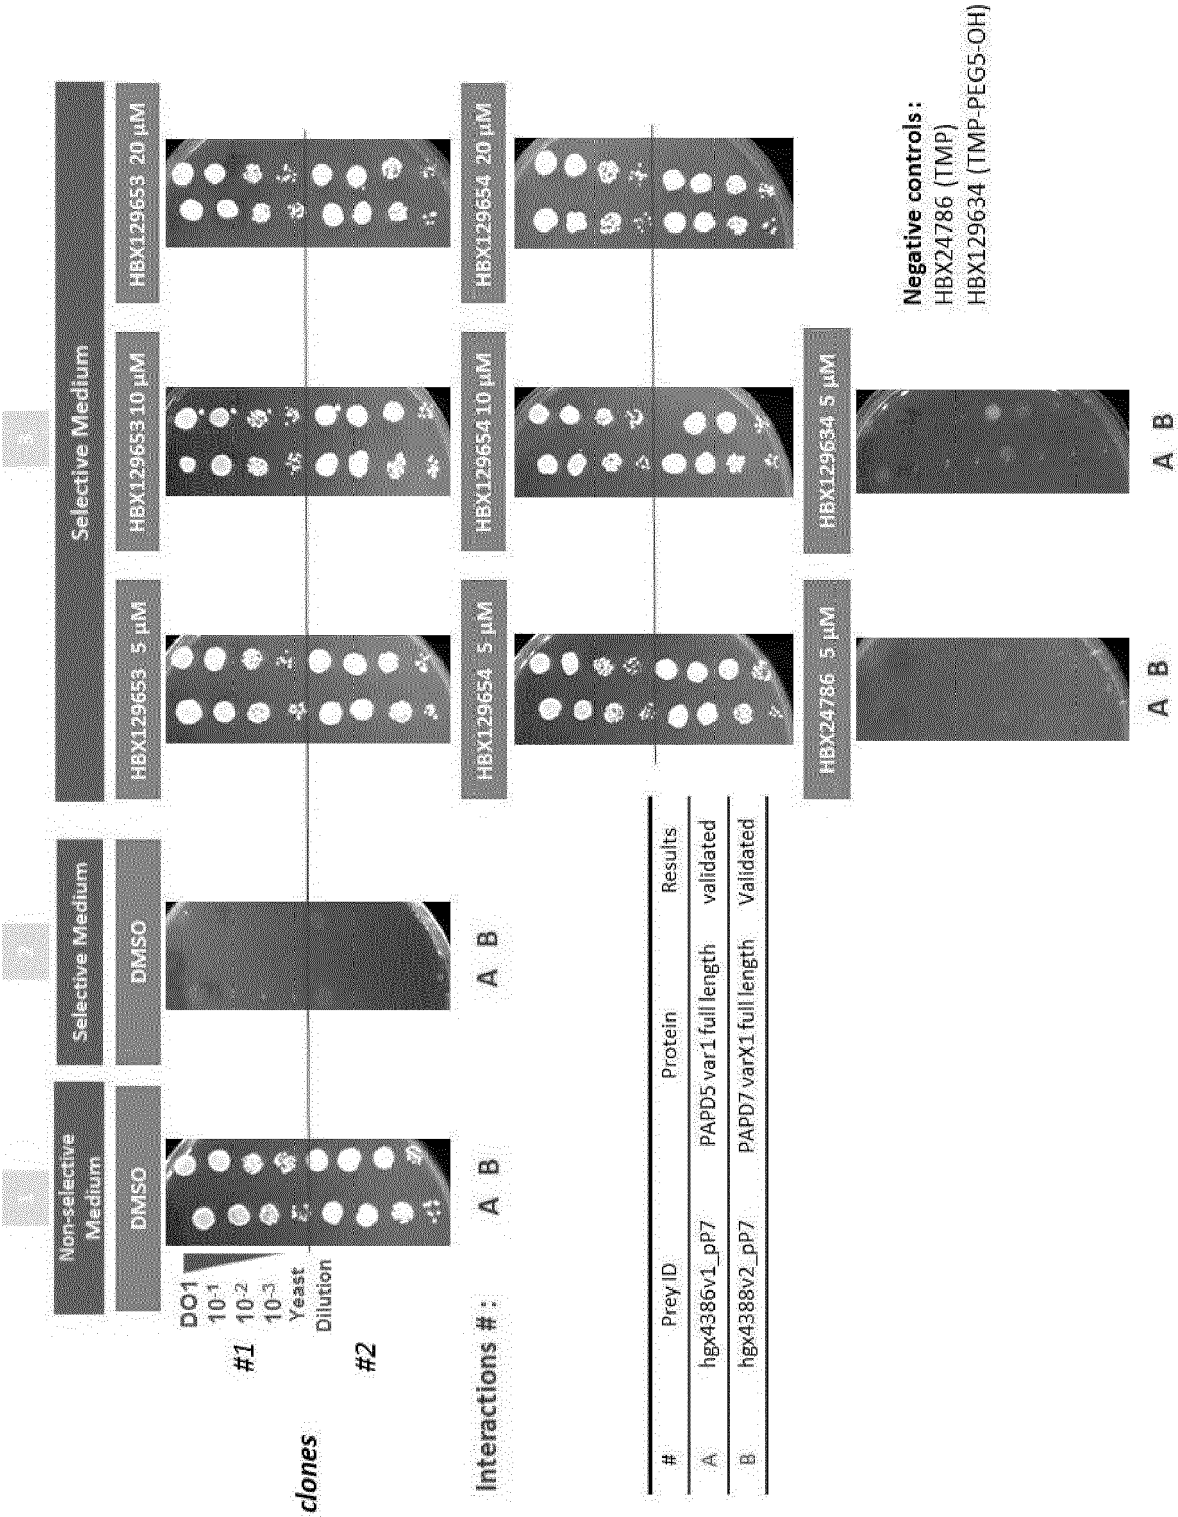 1
2
3
Non-selective
Medium
Selective Medium
Selective Medium
DMSO
DMSO
HBX129653 5 µM
HBX129653 10 µM
HBX129653 20 µM
DO1
10-1
10-2
10-3
Yeast
Dilution
#1
#2
clones
Interactions #:
A B
A B
HBX129654 5 µM
HBX129654 10 µM
HBX129654 20 µM
# Prey ID Protein Results
A hgx4386v1_pP7 PAPD5 var1 full length validated
B hgx4388v2_pP7 PAPD7 varX1 full length Validated
HBX24786 5 µM
HBX129634 5 µM
A B
A B
Negative controls :
HBX24786 (TMP)
HBX129634 (TMP-PEG5-OH)